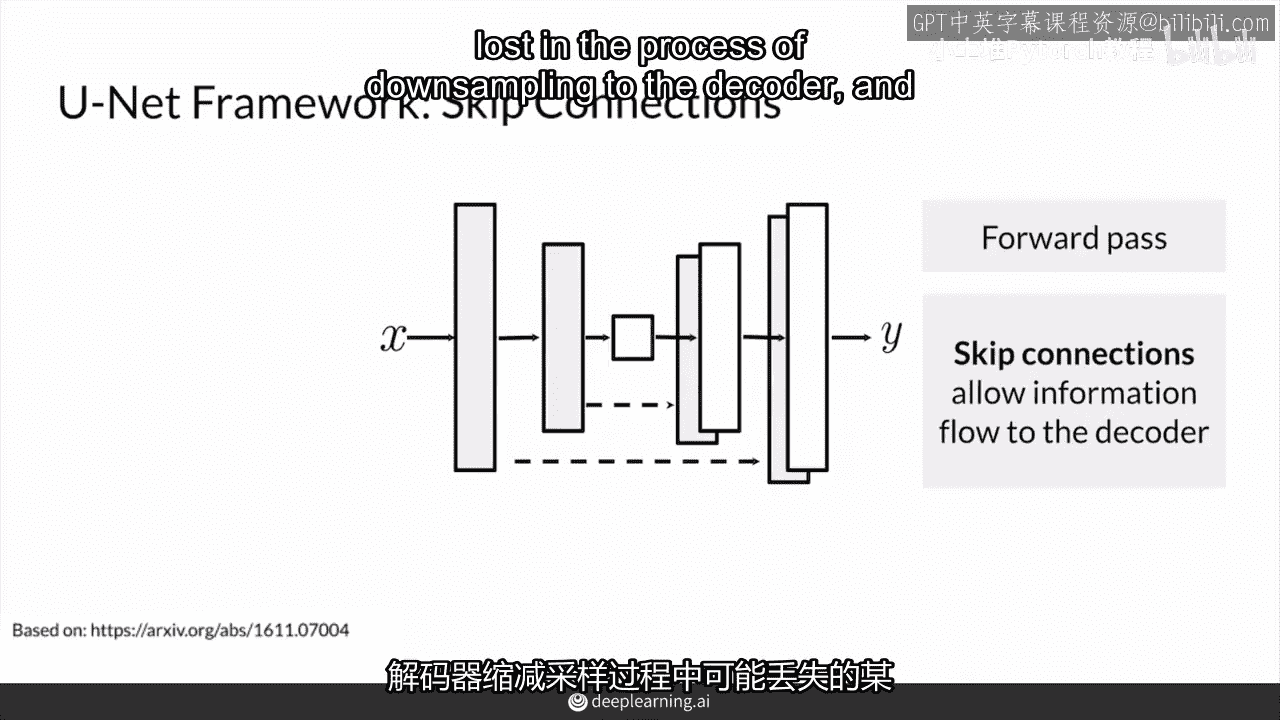 GPT中英字幕课程资源@bilibili.com
lost in the process of
downsampling to the decoder, and
U-Net Framework: Skip Connections
Forward pass
x
y
Skip connections
allow information
flow to the decoder
Based on: https://arxiv.org/abs/1611.07004
解码器缩减采样过程中可能丢失的某
deeplearning.ai